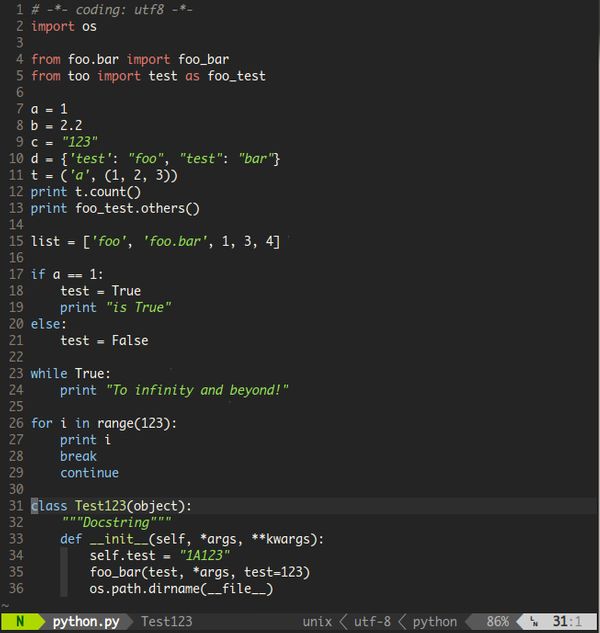 1 # -*- coding: utf8 -*-
2 import os
3
4 from foo.bar import foo_bar
5 from too import test as foo_test
6
7 a = 1
8 b = 2.2
9 c = "123"
10 d = {'test': "foo", "test": "bar"}
11 t = ('a', (1, 2, 3))
12 print t.count()
13 print foo_test.others()
14
15 list = ['foo', 'foo.bar', 1, 3, 4]
16
17 if a == 1:
18     test = True
19     print "is True"
20 else:
21     test = False
22
23 while True:
24     print "To infinity and beyond!"
25
26 for i in range(123):
27     print i
28     break
29     continue
30
31 class Test123(object):
32     """Docstring"""
33     def __init__(self, *args, **kwargs):
34         self.test = "1A123"
35         foo_bar(test, *args, test=123)
36         os.path.dirname(__file__)
~
N python.py Test123 unix utf-8 python 86% LN 31:1